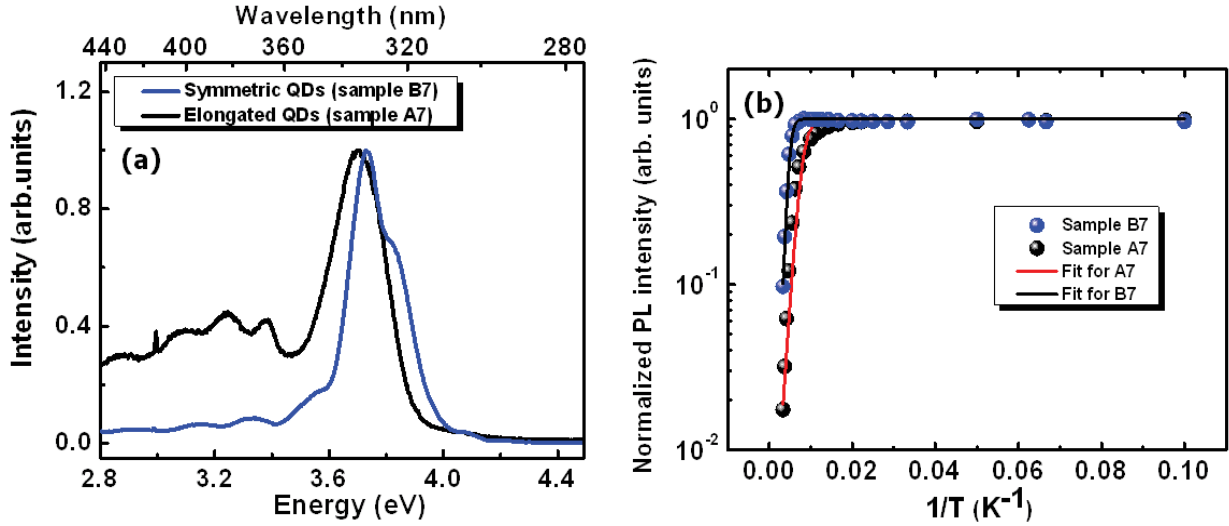 Wavelength (nm)
440 400 360 320 280
1.2
0.8
0.4
0.0
Intensity (arb.units)
Symmetric QDs (sample B7)
Elongated QDs (sample A7)
(a)
2.8 3.2 3.6 4.0 4.4
Energy (eV)
Normalized PL intensity (arb. units)
10⁰
10⁻¹
10⁻²
(b)
Sample B7
Sample A7
Fit for A7
Fit for B7
0.00 0.02 0.04 0.06 0.08 0.10
1/T (K⁻¹)